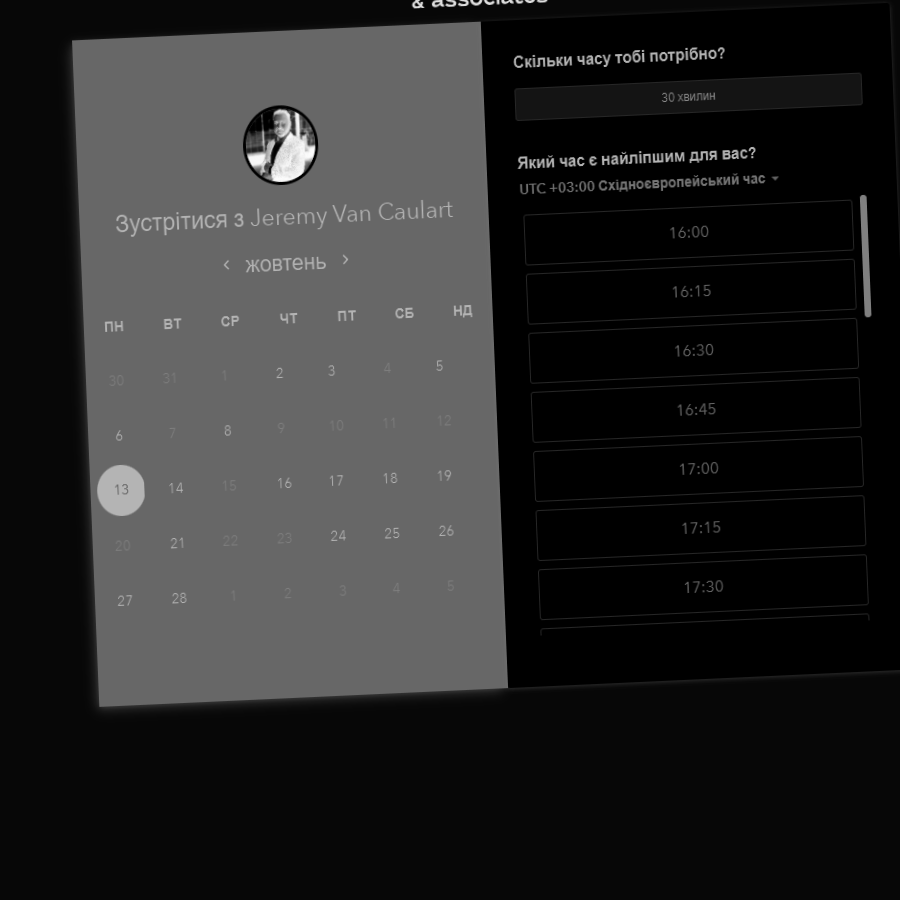 & associates
Зустрітися з Jeremy Van Caulart
‹ жовтень ›
ПН ВТ СР ЧТ ПТ СБ НД
30 31 1 2 3 4 5
6 7 8 9 10 11 12
13 14 15 16 17 18 19
20 21 22 23 24 25 26
27 28 1 2 3 4 5
Скільки часу тобі потрібно?
30 хвилин
Який час є найліпшим для вас?
UTC +03:00 Східноєвропейський час
16:00
16:15
16:30
16:45
17:00
17:15
17:30